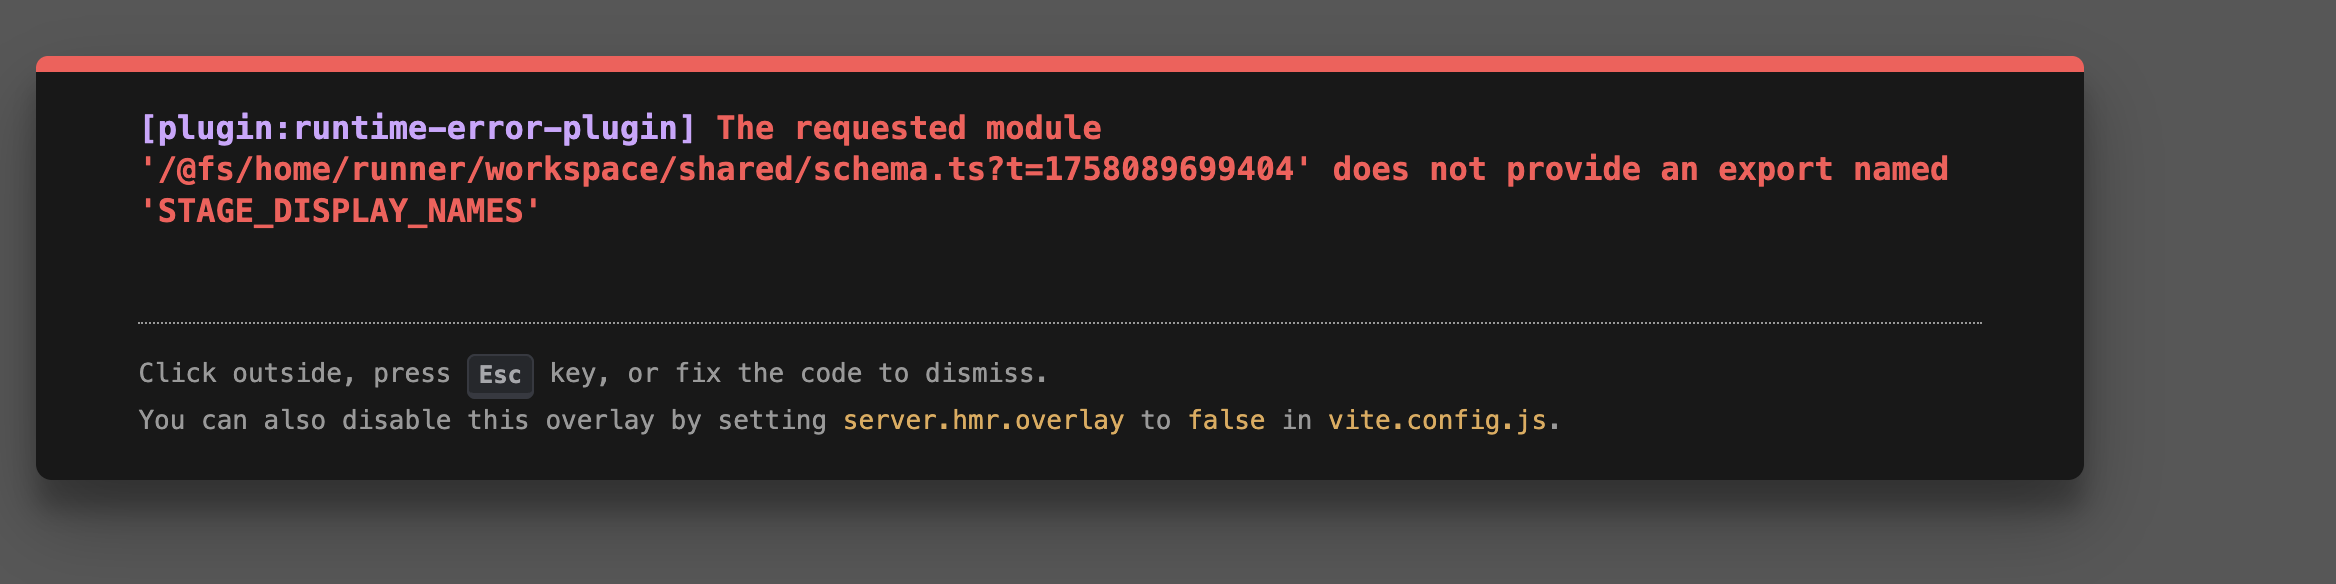 [plugin:runtime-error-plugin] The requested module
'/@fs/home/runner/workspace/shared/schema.ts?t=1758089699404' does not provide an export named
'STAGE_DISPLAY_NAMES'
Click outside, press Esc key, or fix the code to dismiss.
You can also disable this overlay by setting server.hmr.overlay to false in vite.config.js.